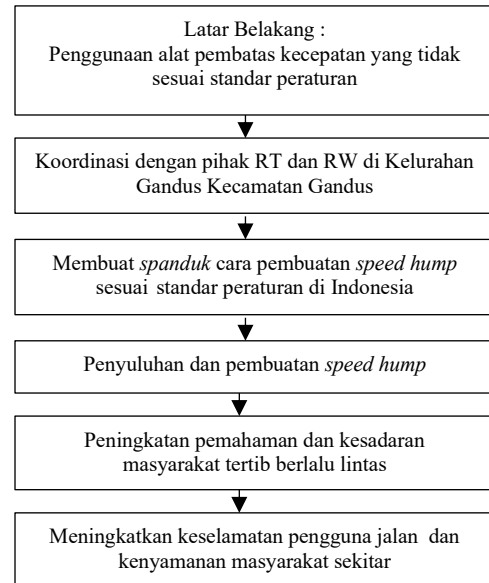 Latar Belakang :
Penggunaan alat pembatas kecepatan yang tidak
sesuai standar peraturan
Koordinasi dengan pihak RT dan RW di Kelurahan
Gandus Kecamatan Gandus
Membuat spanduk cara pembuatan speed hump
sesuai standar peraturan di Indonesia
Penyuluhan dan pembuatan speed hump
Peningkatan pemahaman dan kesadaran
masyarakat tertib berlalu lintas
Meningkatkan keselamatan pengguna jalan dan
kenyamanan masyarakat sekitar